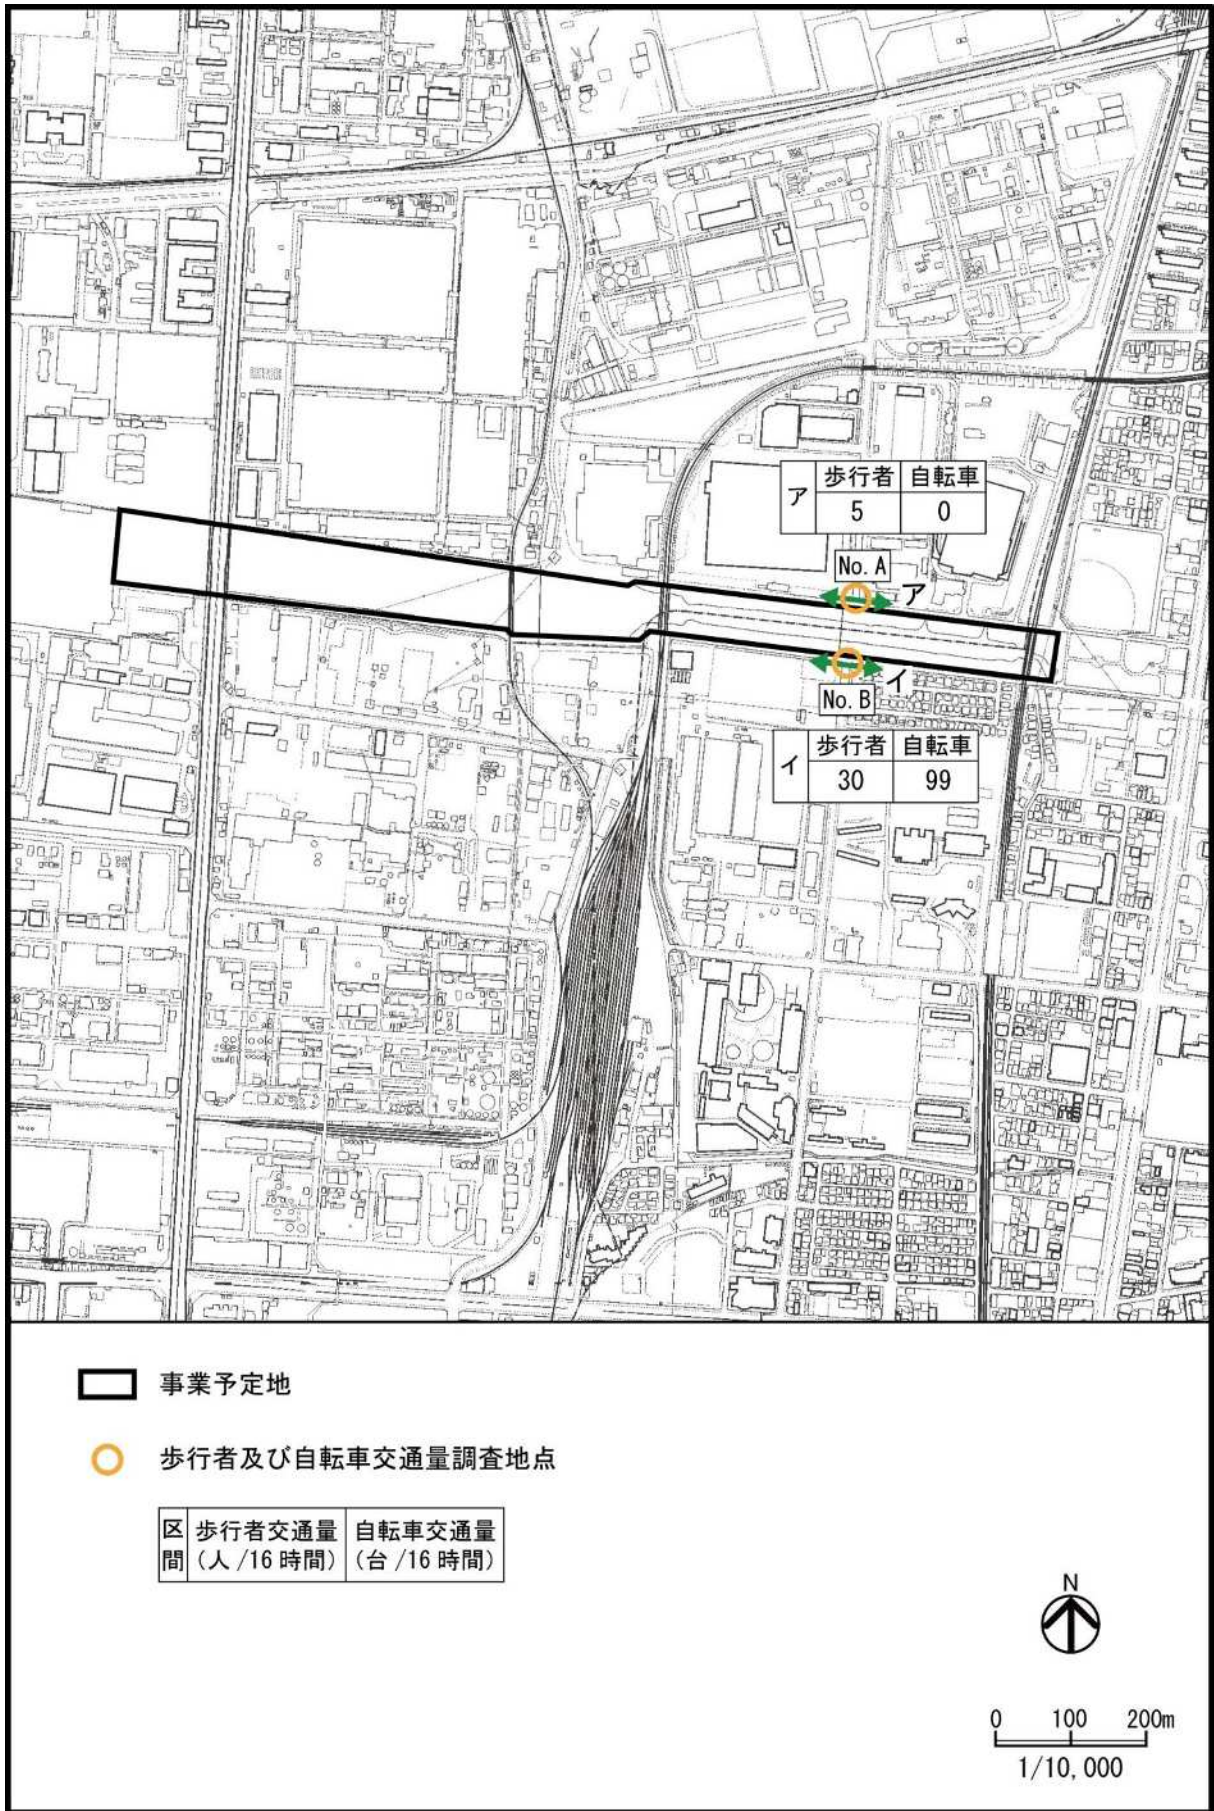 ア 歩行者 自転車
5 0
No. A
ア
イ
No. B
イ 歩行者 自転車
30 99
事業予定地
歩行者及び自転車交通量調査地点
区間 歩行者交通量 自転車交通量
(人/16時間) (台/16時間)
N
0 100 200m
1/10,000